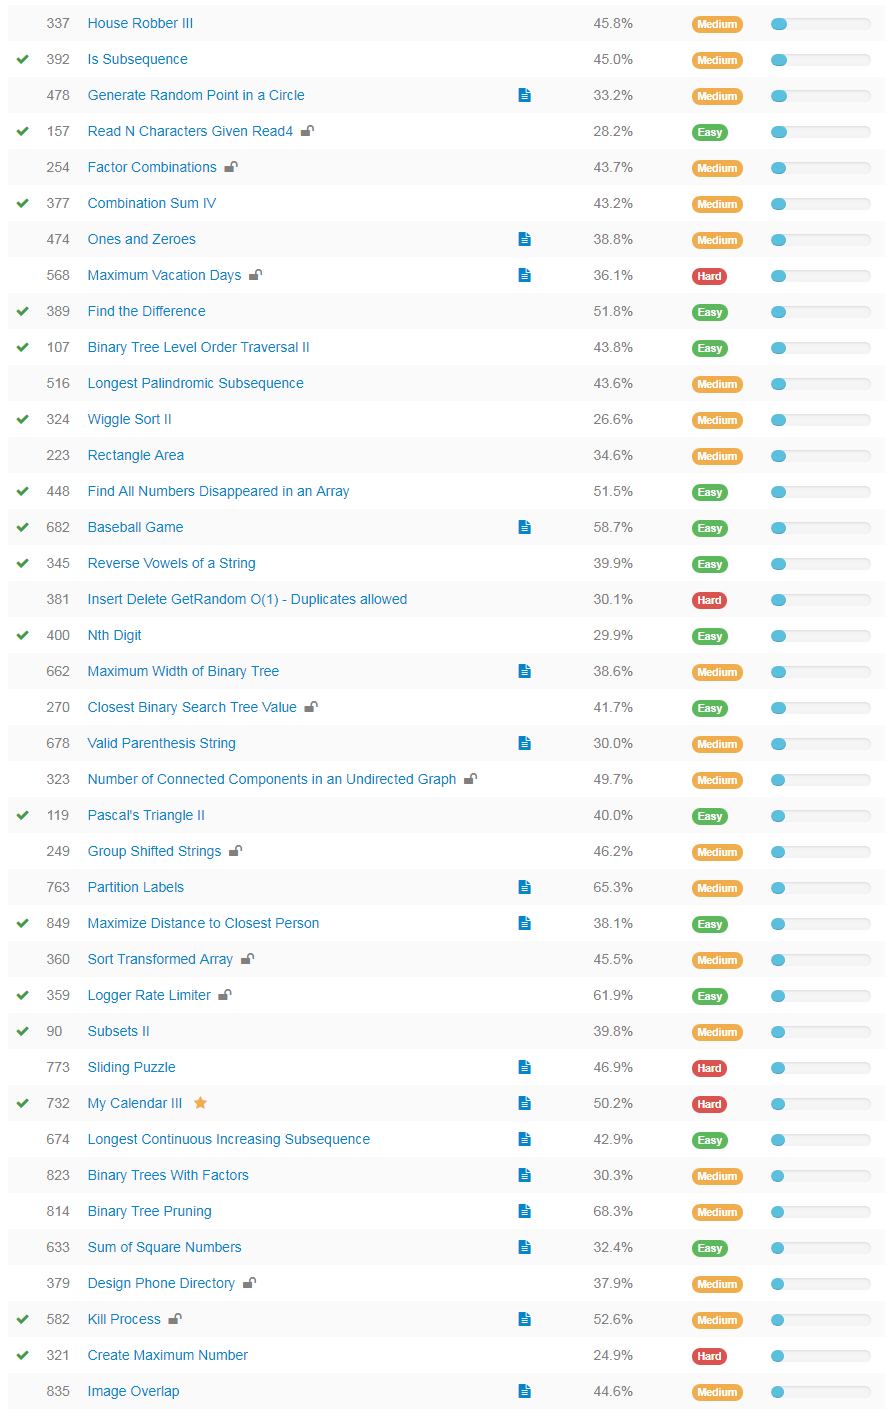 337 House Robber III 45.8% Medium
392 Is Subsequence 45.0% Medium
478 Generate Random Point in a Circle 33.2% Medium
157 Read N Characters Given Read4 28.2% Easy
254 Factor Combinations 43.7% Medium
377 Combination Sum IV 43.2% Medium
474 Ones and Zeroes 38.8% Medium
568 Maximum Vacation Days 36.1% Hard
389 Find the Difference 51.8% Easy
107 Binary Tree Level Order Traversal II 43.8% Easy
516 Longest Palindromic Subsequence 43.6% Medium
324 Wiggle Sort II 26.6% Medium
223 Rectangle Area 34.6% Medium
448 Find All Numbers Disappeared in an Array 51.5% Easy
682 Baseball Game 58.7% Easy
345 Reverse Vowels of a String 39.9% Easy
381 Insert Delete GetRandom O(1) - Duplicates allowed 30.1% Hard
400 Nth Digit 29.9% Easy
662 Maximum Width of Binary Tree 38.6% Medium
270 Closest Binary Search Tree Value 41.7% Easy
678 Valid Parenthesis String 30.0% Medium
323 Number of Connected Components in an Undirected Graph 49.7% Medium
119 Pascal's Triangle II 40.0% Easy
249 Group Shifted Strings 46.2% Medium
763 Partition Labels 65.3% Medium
849 Maximize Distance to Closest Person 38.1% Easy
360 Sort Transformed Array 45.5% Medium
359 Logger Rate Limiter 61.9% Easy
90 Subsets II 39.8% Medium
773 Sliding Puzzle 46.9% Hard
732 My Calendar III 50.2% Hard
674 Longest Continuous Increasing Subsequence 42.9% Easy
823 Binary Trees With Factors 30.3% Medium
814 Binary Tree Pruning 68.3% Medium
633 Sum of Square Numbers 32.4% Easy
379 Design Phone Directory 37.9% Medium
582 Kill Process 52.6% Medium
321 Create Maximum Number 24.9% Hard
835 Image Overlap 44.6% Medium